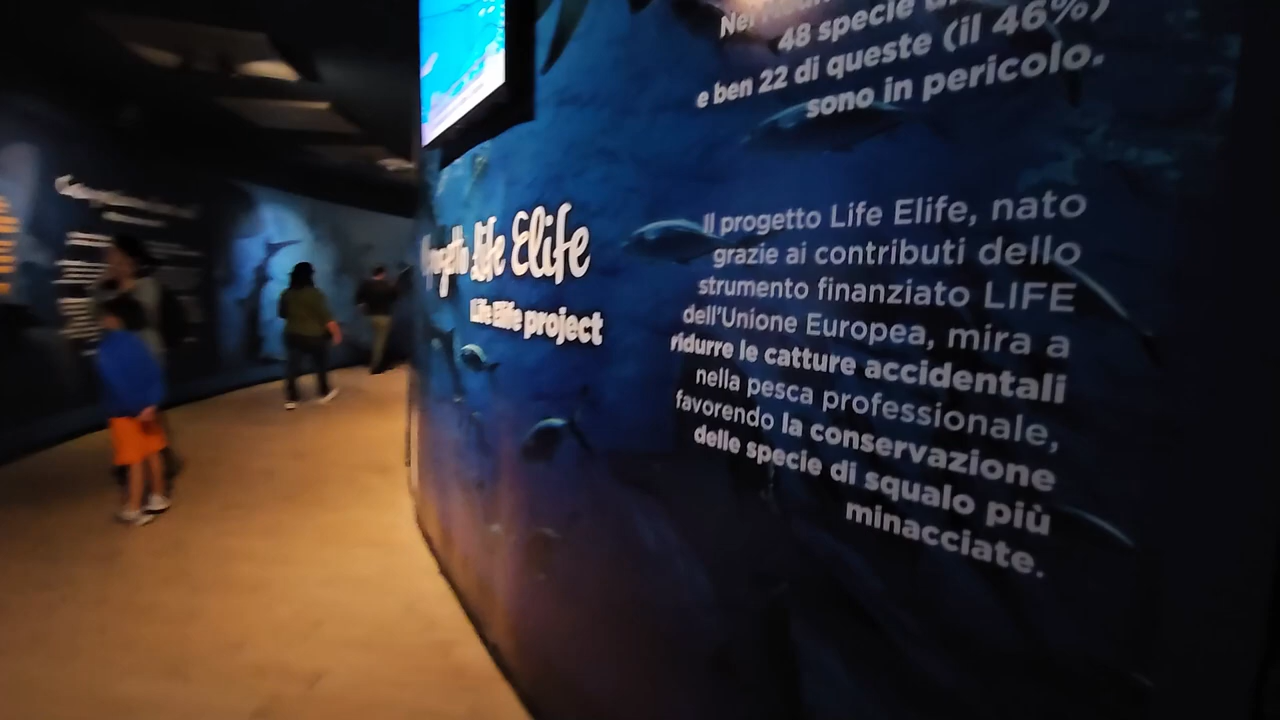 48 specie
e ben 22 di queste (il 46%)
sono in pericolo.
Progetto Life Elife
Life Elife project
Il progetto Life Elife, nato
grazie ai contributi dello
strumento finanziato LIFE
dell'Unione Europea, mira a
ridurre le catture accidentali
nella pesca professionale,
favorendo la conservazione
delle specie di squalo più
minacciate.